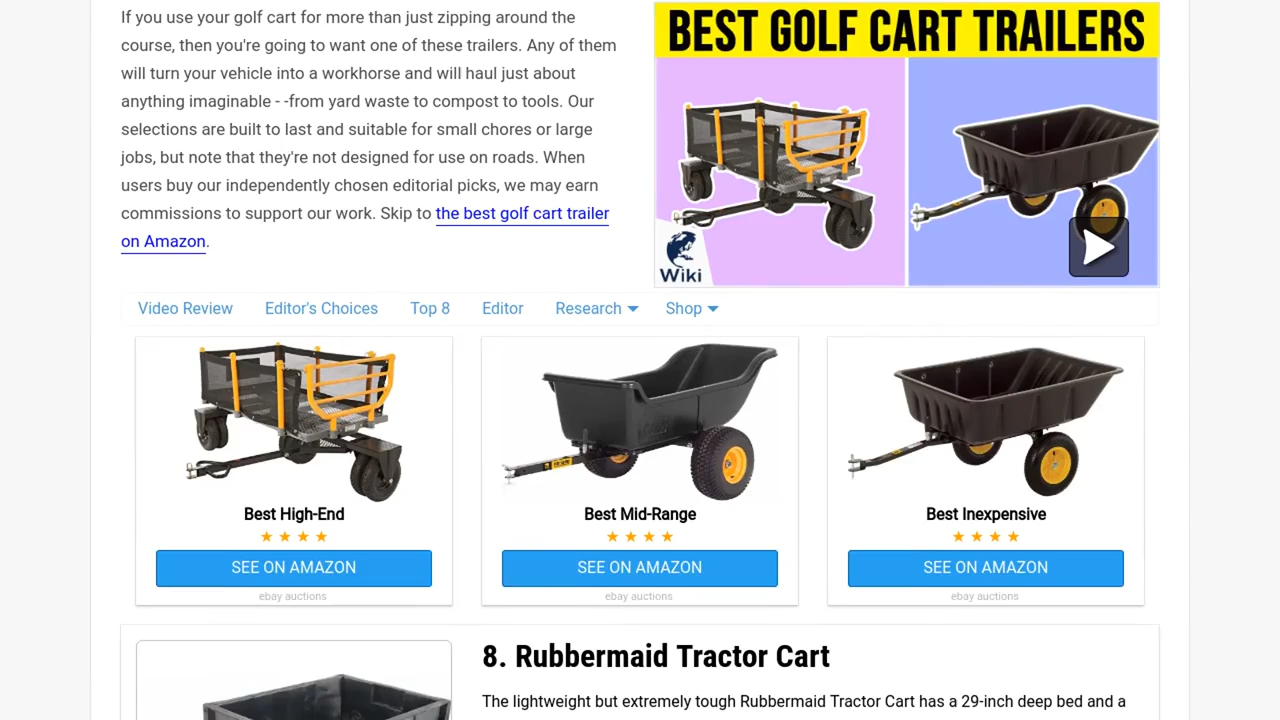 If you use your golf cart for more than just zipping around the
course, then you're going to want one of these trailers. Any of them
will turn your vehicle into a workhorse and will haul just about
anything imaginable - -from yard waste to compost to tools. Our
selections are built to last and suitable for small chores or large
jobs, but note that they're not designed for use on roads. When
users buy our independently chosen editorial picks, we may earn
commissions to support our work. Skip to the best golf cart trailer
on Amazon.
BEST GOLF CART TRAILERS
Wiki
Video Review Editor's Choices Top 8 Editor Research Shop
Best High-End
★ ★ ★ ★
SEE ON AMAZON
ebay auctions
Best Mid-Range
★ ★ ★ ★
SEE ON AMAZON
ebay auctions
Best Inexpensive
★ ★ ★ ★
SEE ON AMAZON
ebay auctions
8. Rubbermaid Tractor Cart
The lightweight but extremely tough Rubbermaid Tractor Cart has a 29-inch deep bed and a